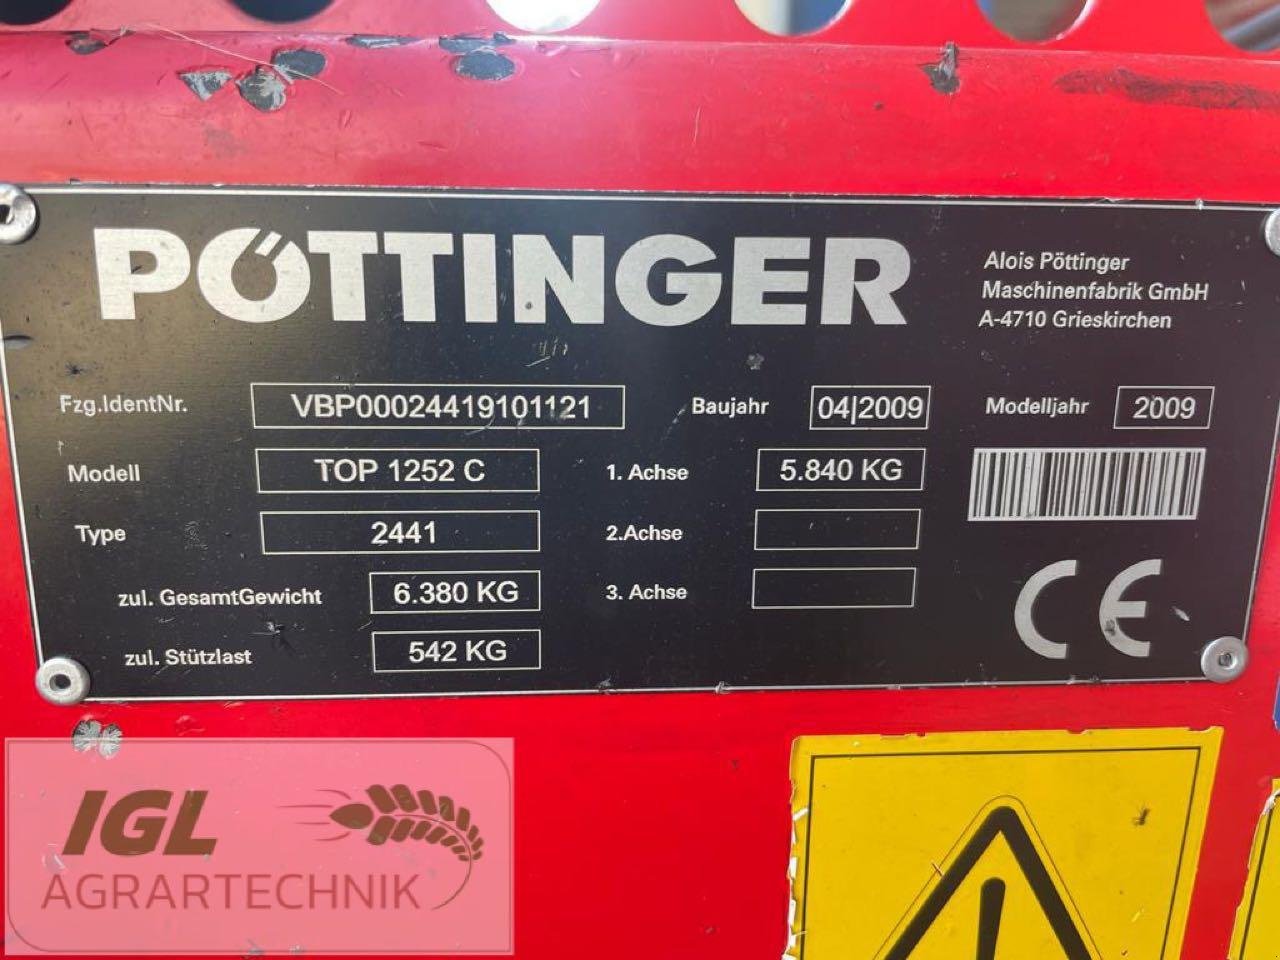 PÖTTINGER
Alois Pöttinger
Maschinenfabrik GmbH
A-4710 Grieskirchen
Fzg.IdentNr. VBP00024419101121 Baujahr 04|2009 Modelljahr 2009
Modell TOP 1252 C 1. Achse 5.840 KG
Type 2441 2.Achse
zul. GesamtGewicht 6.380 KG 3. Achse
zul. Stützlast 542 KG
CE
IGL
AGRARTECHNIK